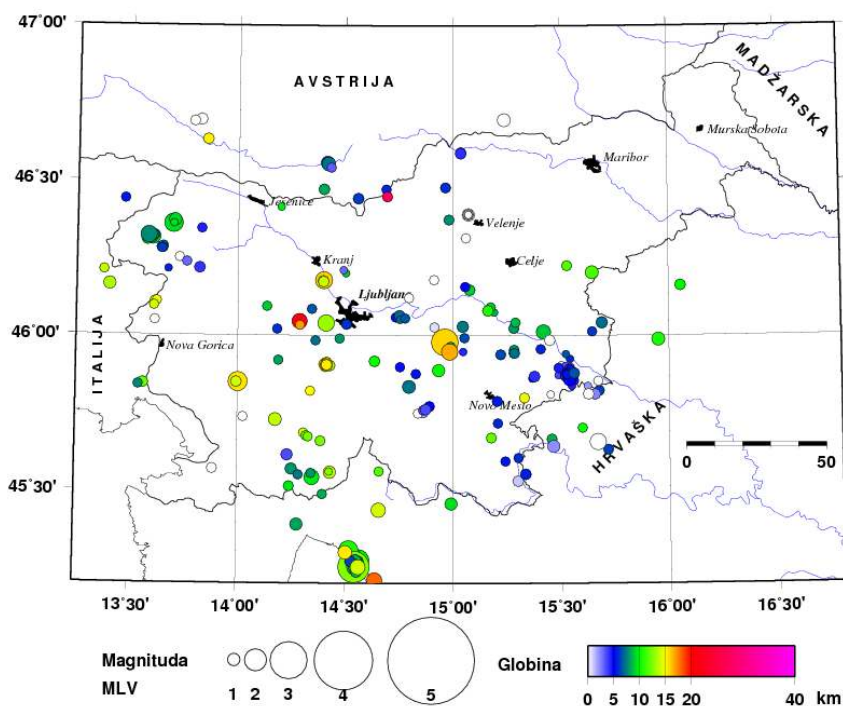 47°00'
46°30'
46°00'
45°30'
AVSTRIJA
MADŽARSKA
Murska Sobota
Maribor
Jesenice
Velenje
Kranj
Celje
Ljubljan
ITALIJA
Nova Gorica
Novo Mesto
HRVAŠKA
0 50
13°30' 14°00' 14°30' 15°00' 15°30' 16°00' 16°30'
Magnituda
MLV
1 2 3 4 5
Globina
0 5 10 15 20 40 km